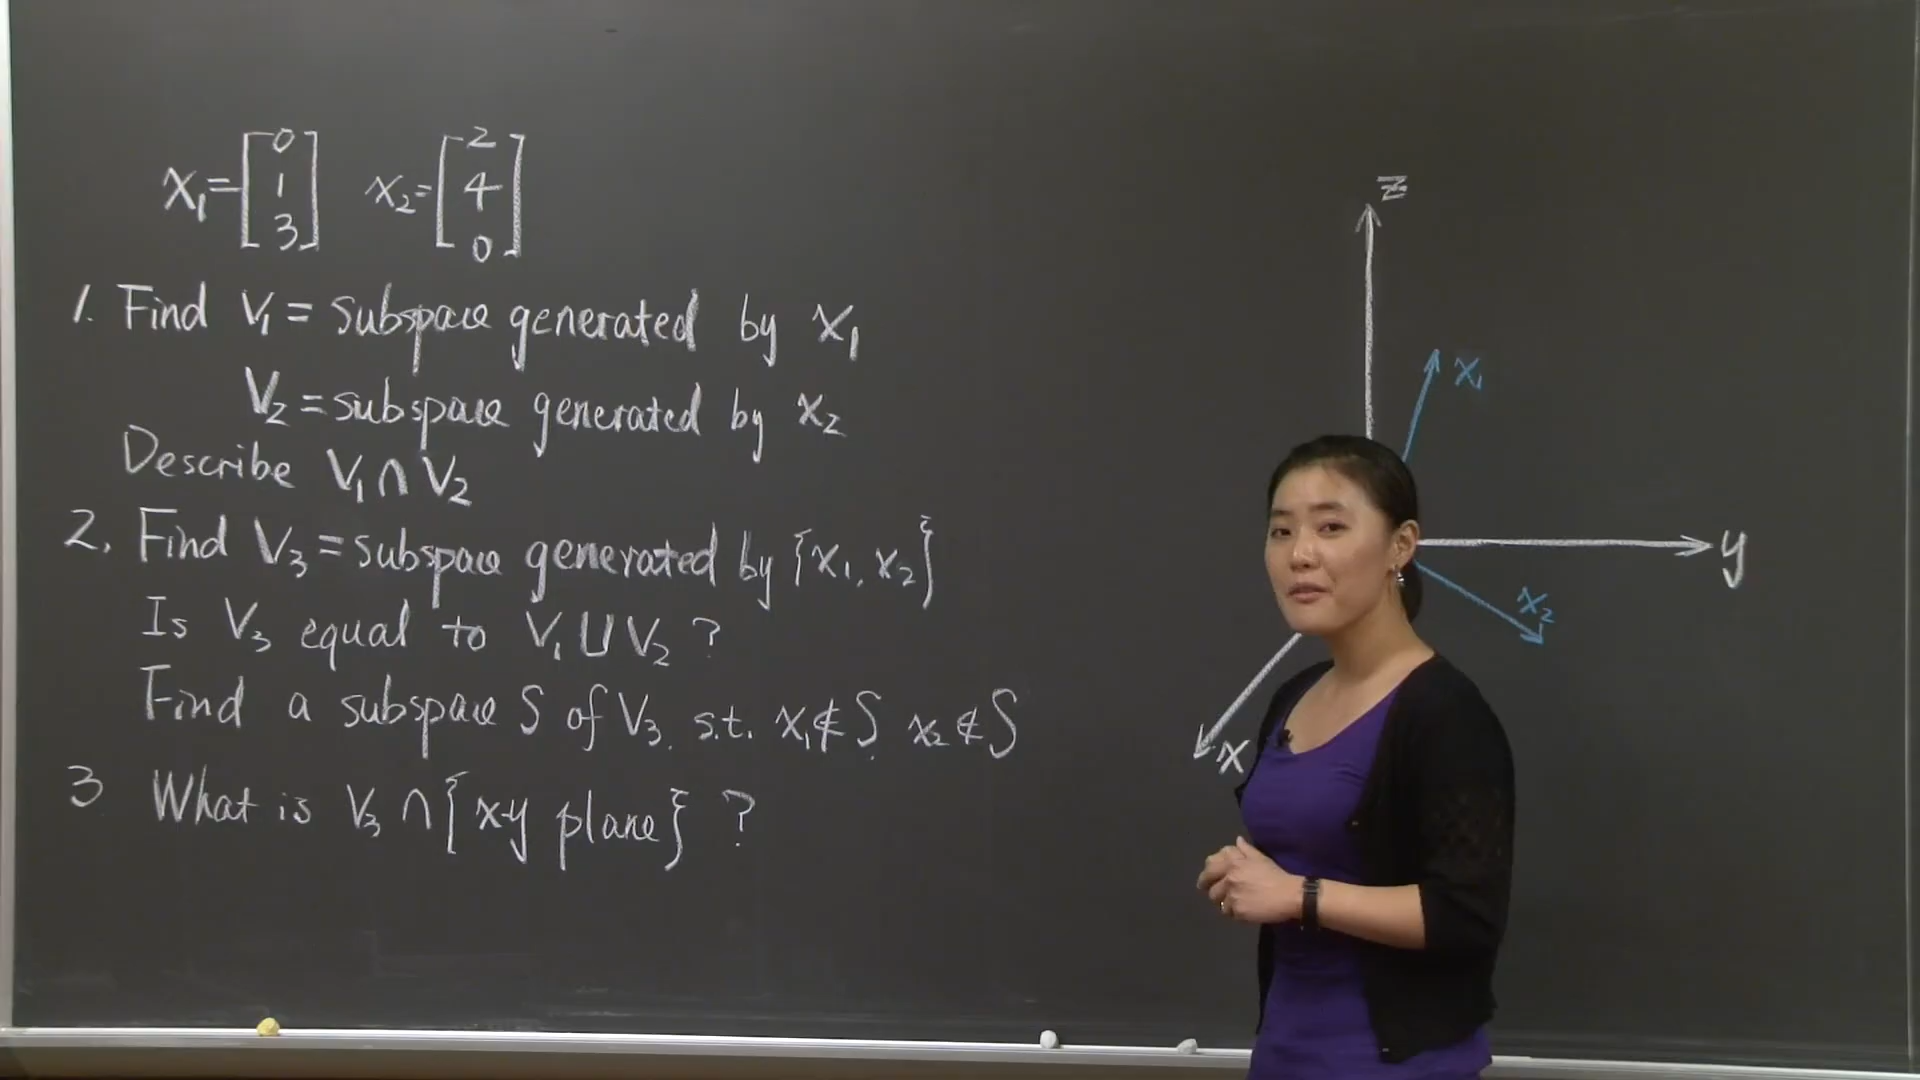 x₁ = [0 1 3] x₂ = [2 4 0]
1. Find V₁ = subspace generated by x₁
V₂ = subspace generated by x₂
Describe V₁ ∩ V₂
2. Find V₃ = subspace generated by {x₁, x₂}
Is V₃ equal to V₁ ∪ V₂ ?
Find a subspace S of V₃ s.t. x₁ ∉ S x₂ ∉ S
3 What is V₃ ∩ {x-y plane} ?
z
x₁
y
x₂
x